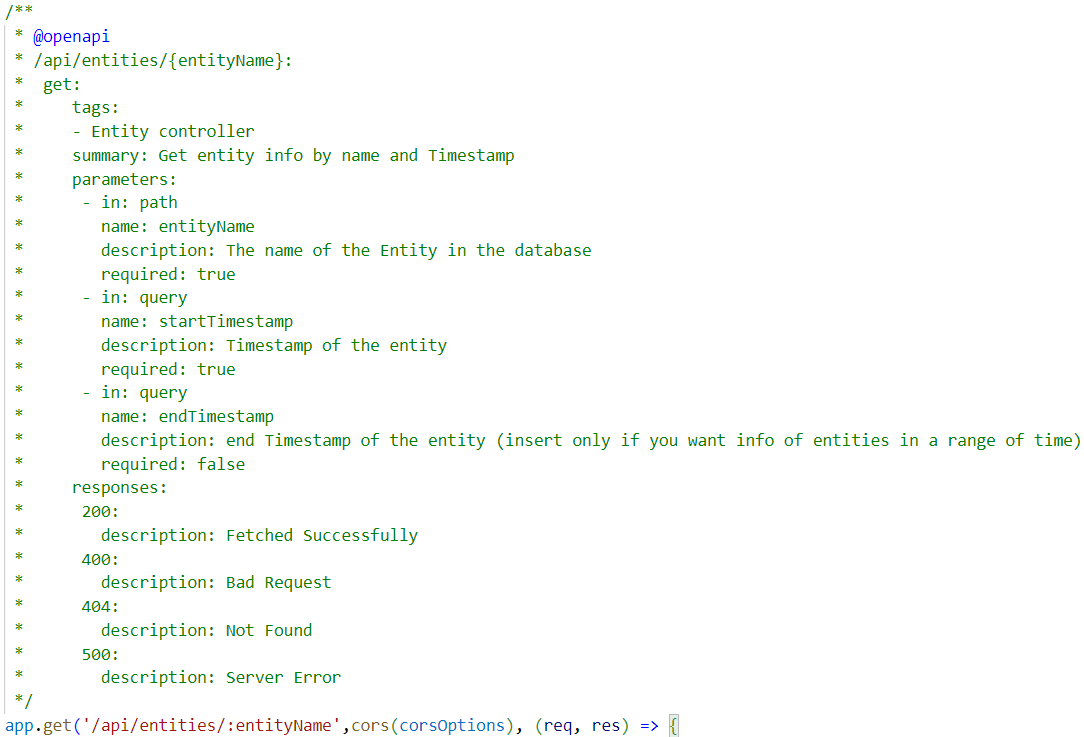 /**
 * @openapi
 * /api/entities/{entityName}:
 *  get:
 *     tags:
 *     - Entity controller
 *     summary: Get entity info by name and Timestamp
 *     parameters:
 *      - in: path
 *        name: entityName
 *        description: The name of the Entity in the database
 *        required: true
 *      - in: query
 *        name: startTimestamp
 *        description: Timestamp of the entity
 *        required: true
 *      - in: query
 *        name: endTimestamp
 *        description: end Timestamp of the entity (insert only if you want info of entities in a range of time)
 *        required: false
 *     responses:
 *      200:
 *        description: Fetched Successfully
 *      400:
 *        description: Bad Request
 *      404:
 *        description: Not Found
 *      500:
 *        description: Server Error
 */
app.get('/api/entities/:entityName',cors(corsOptions), (req, res) => {